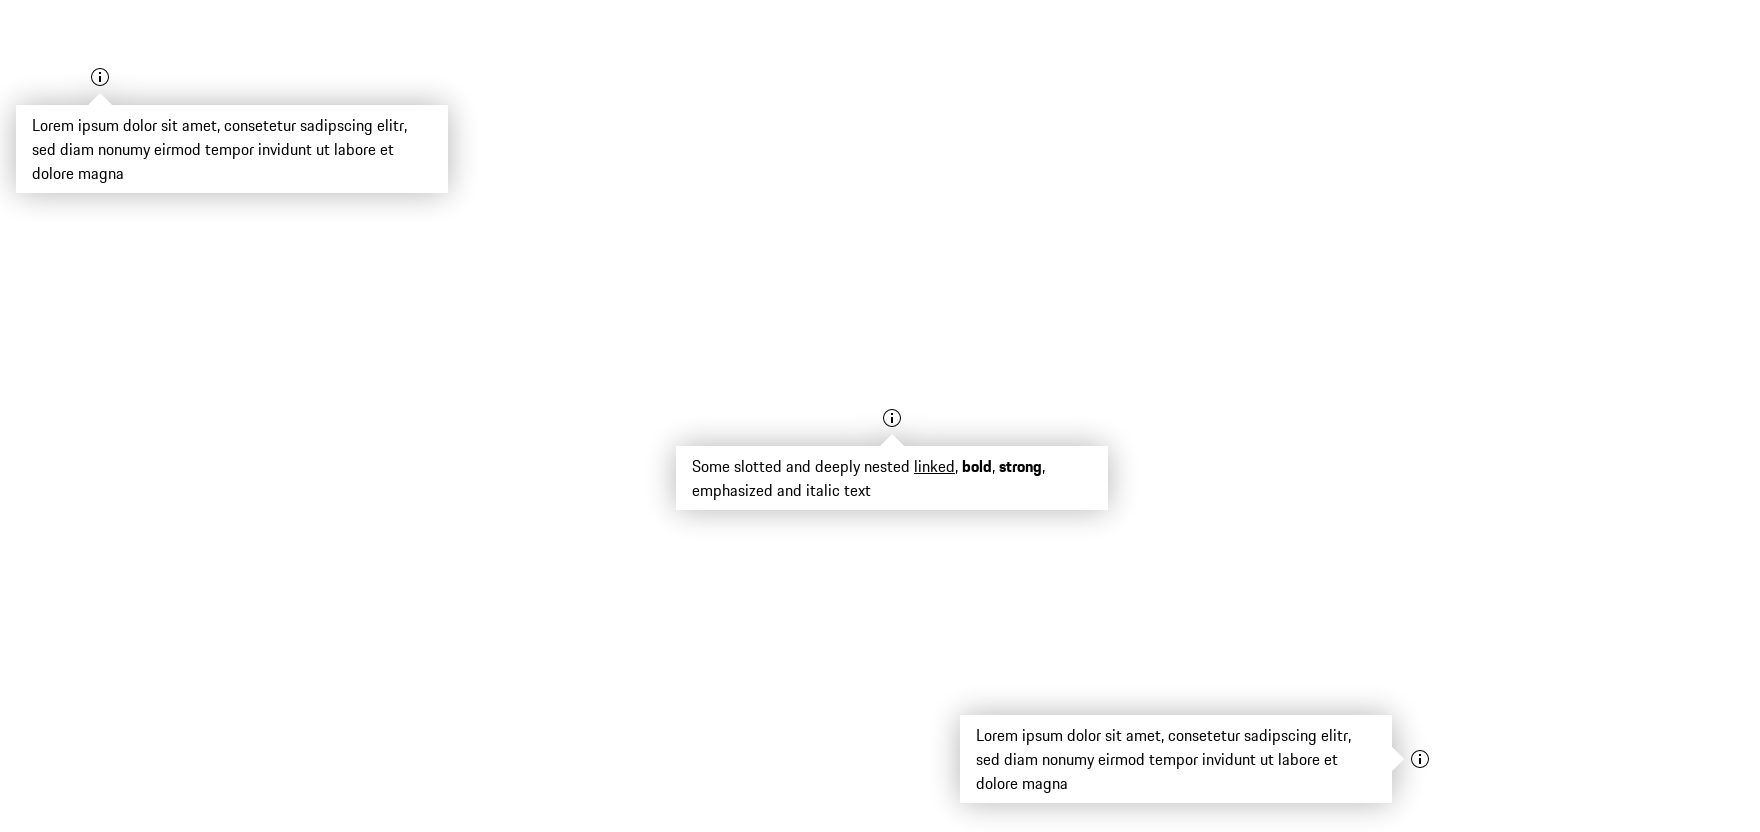 Lorem ipsum dolor sit amet, consetetur sadipscing elitr,
sed diam nonumy eirmod tempor invidunt ut labore et
dolore magna
Some slotted and deeply nested linked, bold, strong,
emphasized and italic text
Lorem ipsum dolor sit amet, consetetur sadipscing elitr,
sed diam nonumy eirmod tempor invidunt ut labore et
dolore magna